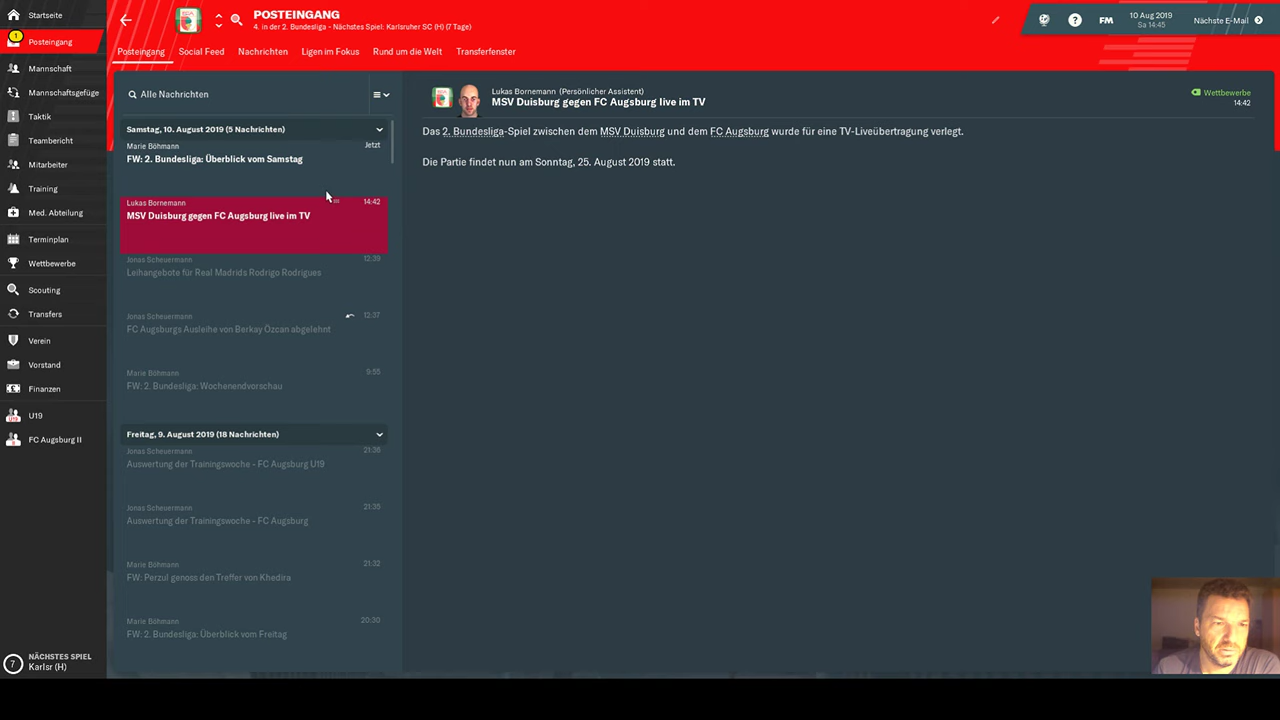 Startseite
1
Posteingang
Mannschaft
Mannschaftsgefüge
Taktik
Teambericht
Mitarbeiter
Training
Med. Abteilung
Terminplan
Wettbewerbe
Scouting
Transfers
Verein
Vorstand
Finanzen
U19
FC Augsburg II
7
NÄCHSTES SPIEL
Karlsr (H)
POSTEINGANG
4. in der 2. Bundesliga - Nächstes Spiel: Karlsruher SC (H) (7 Tage)
FM
10 Aug 2019
Sa 14:45
Nächste E-Mail
Posteingang Social Feed Nachrichten Ligen im Fokus Rund um die Welt Transferfenster
Alle Nachrichten
Samstag, 10. August 2019 (5 Nachrichten)
Marie Böhmann Jetzt
FW: 2. Bundesliga: Überblick vom Samstag
Lukas Bornemann 14:42
MSV Duisburg gegen FC Augsburg live im TV
Jonas Scheuermann 12:39
Leihangebote für Real Madrids Rodrigo Rodrigues
Jonas Scheuermann 12:37
FC Augsburgs Ausleihe von Berkay Özcan abgelehnt
Marie Böhmann 9:55
FW: 2. Bundesliga: Wochenendvorschau
Freitag, 9. August 2019 (18 Nachrichten)
Jonas Scheuermann 21:36
Auswertung der Trainingswoche - FC Augsburg U19
Jonas Scheuermann 21:35
Auswertung der Trainingswoche - FC Augsburg
Marie Böhmann 21:32
FW: Perzul genoss den Treffer von Khedira
Marie Böhmann 20:30
FW: 2. Bundesliga: Überblick vom Freitag
Lukas Bornemann (Persönlicher Assistent)
MSV Duisburg gegen FC Augsburg live im TV
Wettbewerbe
14:42
Das 2. Bundesliga-Spiel zwischen dem MSV Duisburg und dem FC Augsburg wurde für eine TV-Liveübertragung verlegt.
Die Partie findet nun am Sonntag, 25. August 2019 statt.